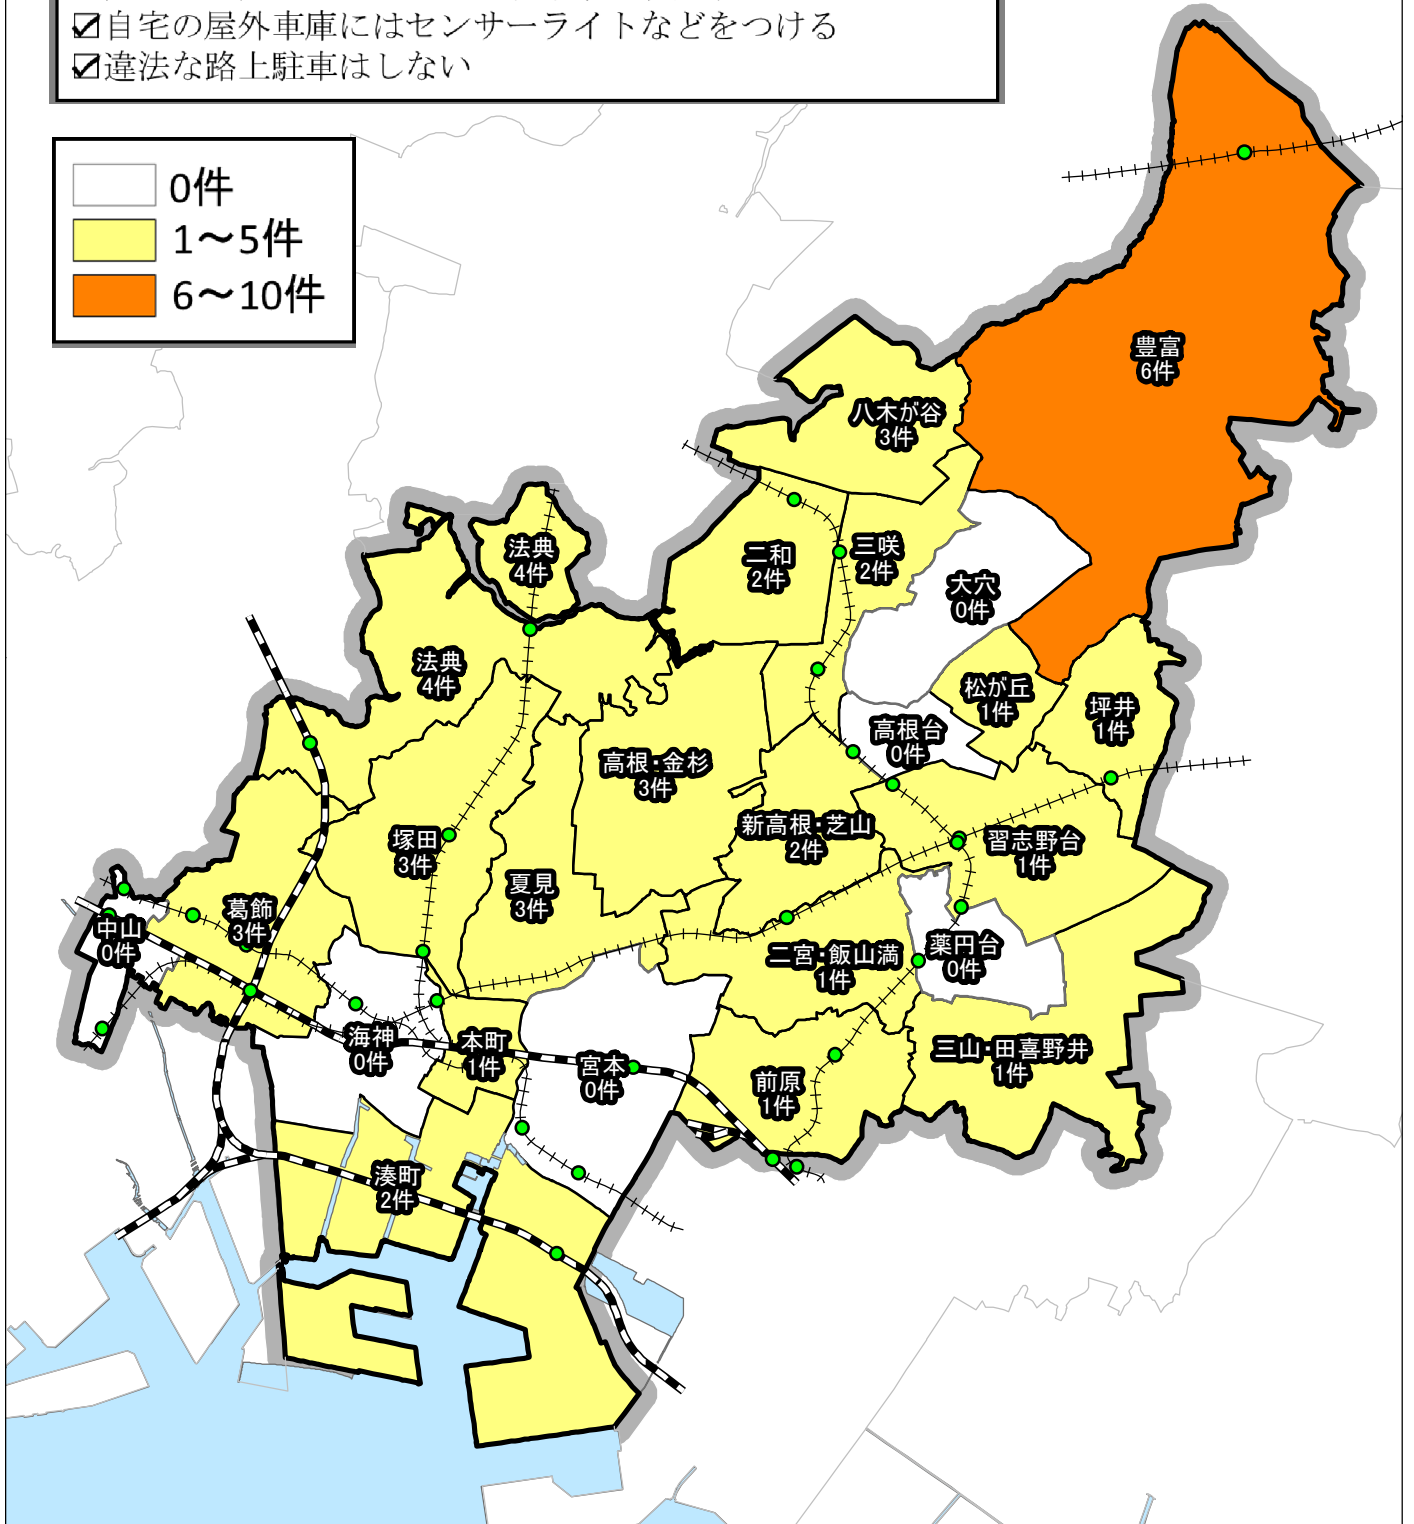 ☑自宅の屋外車庫にはセンサーライトなどをつける
☑違法な路上駐車はしない
0件
1～5件
6～10件
豊富
6件
八木が谷
3件
法典
4件
二和
2件
三咲
2件
大穴
0件
法典
4件
松が丘
1件
坪井
1件
高根台
0件
高根・金杉
3件
新高根・芝山
2件
習志野台
1件
塚田
3件
夏見
3件
葛飾
3件
中山
0件
二宮・飯山満
1件
薬円台
0件
海神
0件
本町
1件
宮本
0件
前原
1件
三山・田喜野井
1件
湊町
2件